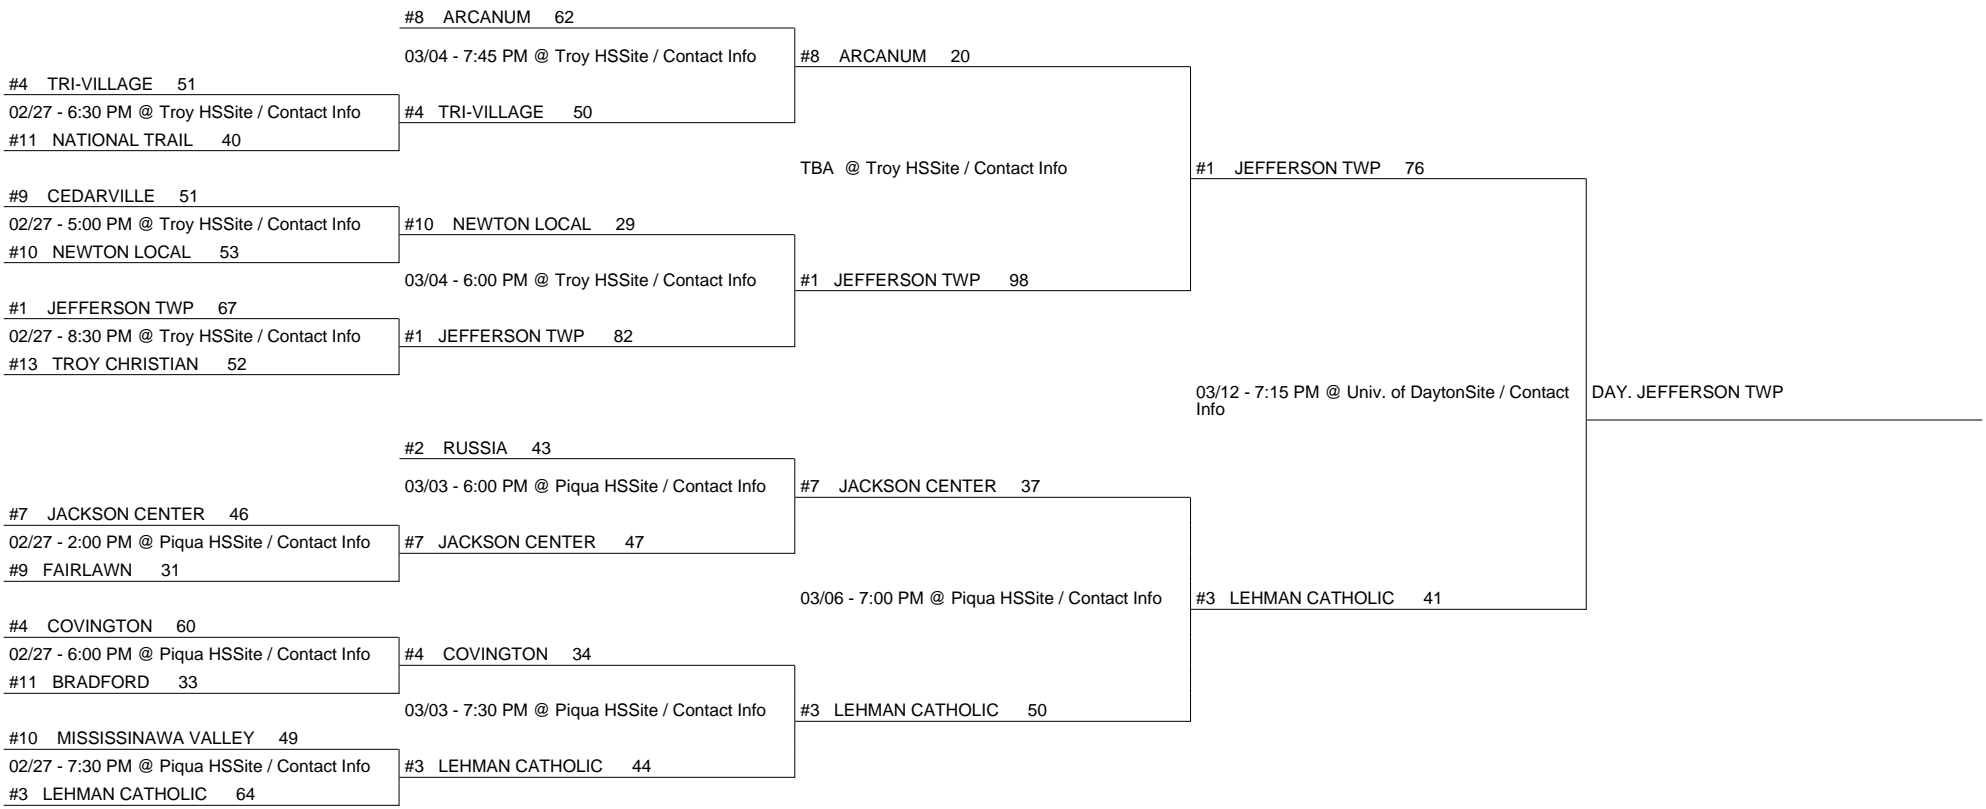 #8 ARCANUM 62
03/04 - 7:45 PM @ Troy HSSite / Contact Info
#8 ARCANUM 20
#4 TRI-VILLAGE 51
02/27 - 6:30 PM @ Troy HSSite / Contact Info
#4 TRI-VILLAGE 50
#11 NATIONAL TRAIL 40
TBA @ Troy HSSite / Contact Info
#1 JEFFERSON TWP 76
#9 CEDARVILLE 51
02/27 - 5:00 PM @ Troy HSSite / Contact Info
#10 NEWTON LOCAL 29
#10 NEWTON LOCAL 53
03/04 - 6:00 PM @ Troy HSSite / Contact Info
#1 JEFFERSON TWP 98
#1 JEFFERSON TWP 67
02/27 - 8:30 PM @ Troy HSSite / Contact Info
#1 JEFFERSON TWP 82
#13 TROY CHRISTIAN 52
03/12 - 7:15 PM @ Univ. of DaytonSite / Contact
Info
DAY. JEFFERSON TWP
#2 RUSSIA 43
03/03 - 6:00 PM @ Piqua HSSite / Contact Info
#7 JACKSON CENTER 37
#7 JACKSON CENTER 46
02/27 - 2:00 PM @ Piqua HSSite / Contact Info
#7 JACKSON CENTER 47
#9 FAIRLAWN 31
03/06 - 7:00 PM @ Piqua HSSite / Contact Info
#3 LEHMAN CATHOLIC 41
#4 COVINGTON 60
02/27 - 6:00 PM @ Piqua HSSite / Contact Info
#4 COVINGTON 34
#11 BRADFORD 33
03/03 - 7:30 PM @ Piqua HSSite / Contact Info
#3 LEHMAN CATHOLIC 50
#10 MISSISSINAWA VALLEY 49
02/27 - 7:30 PM @ Piqua HSSite / Contact Info
#3 LEHMAN CATHOLIC 44
#3 LEHMAN CATHOLIC 64